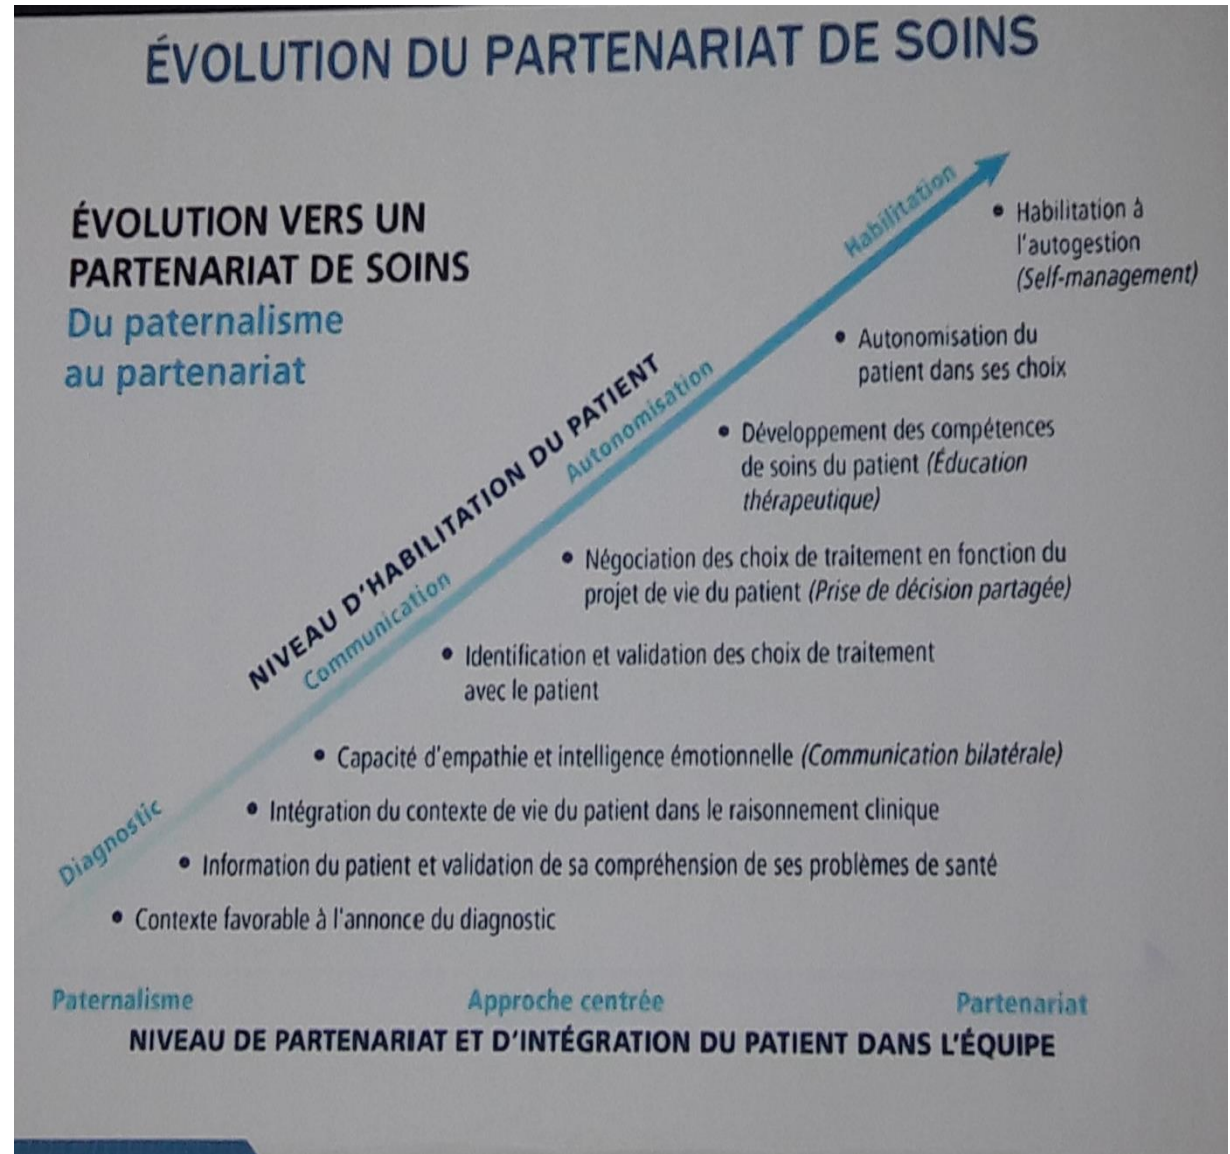 ÉVOLUTION DU PARTENARIAT DE SOINS
ÉVOLUTION VERS UN
PARTENARIAT DE SOINS
Du paternalisme
au partenariat
NIVEAU D'HABILITATION DU PATIENT
Diagnostic
Communication
Autonomisation
Habilitation
• Habilitation à
l'autogestion
(Self-management)
• Autonomisation du
patient dans ses choix
• Développement des compétences
de soins du patient (Éducation
thérapeutique)
• Négociation des choix de traitement en fonction du
projet de vie du patient (Prise de décision partagée)
• Identification et validation des choix de traitement
avec le patient
• Capacité d'empathie et intelligence émotionnelle (Communication bilatérale)
• Intégration du contexte de vie du patient dans le raisonnement clinique
• Information du patient et validation de sa compréhension de ses problèmes de santé
• Contexte favorable à l'annonce du diagnostic
Paternalisme
Approche centrée
Partenariat
NIVEAU DE PARTENARIAT ET D'INTÉGRATION DU PATIENT DANS L'ÉQUIPE